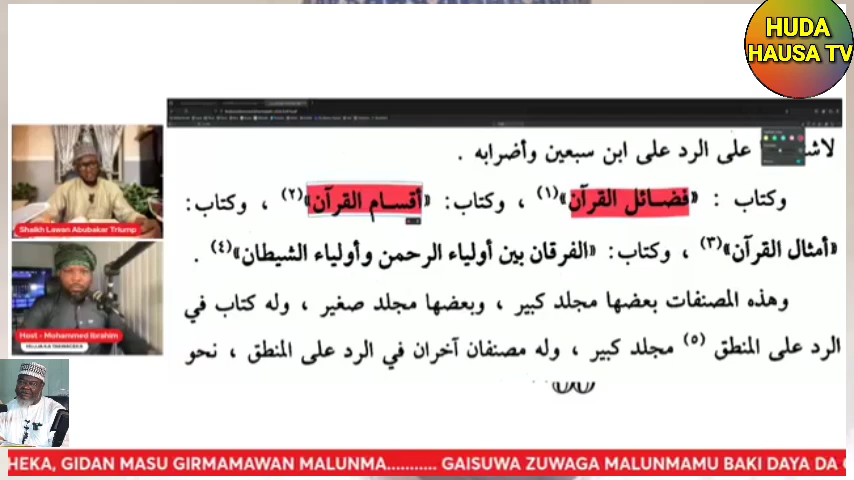 HUDA
HAUSA TV
لاش على الرد على ابن سبعين وأضرابه .
وكتاب : «فضائل القرآن»(١) ، وكتاب: «أقسام القرآن»(٢) ، وكتاب:
«أمثال القرآن»(٣) ، وكتاب: «الفرقان بين أولياء الرحمن وأولياء الشيطان»(٤) .
وهذه المصنفات بعضها مجلد كبير ، وبعضها مجلد صغير ، وله كتاب في
الرد على المنطق (٥) مجلد كبير ، وله مصنفان آخران في الرد على المنطق ، نحو
Shaikh Lawan Abubakar Triump
Host - Mohammed Ibrahim
HEKA, GIDAN MASU GIRMAMAWAN MALUNMA........... GAISUWA ZUWAGA MALUNMAMU BAKI DAYA DA